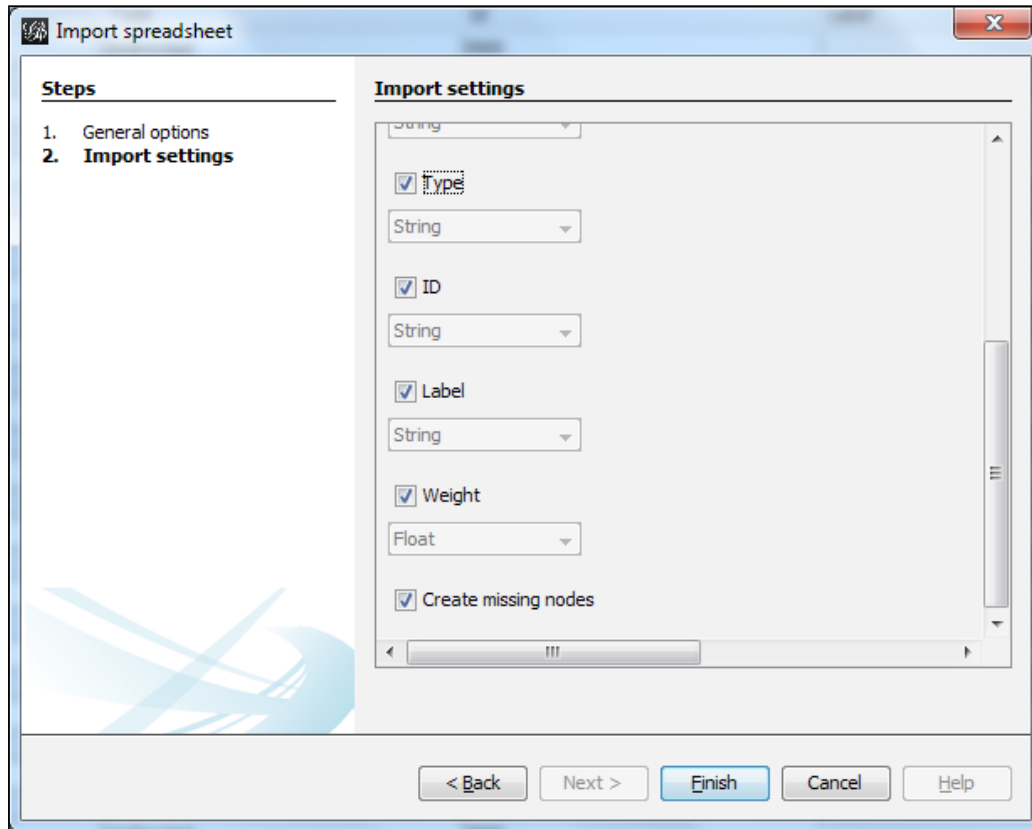 Import spreadsheet
Steps
1. General options
2. Import settings
Import settings
String
Type
String
ID
String
Label
String
Weight
Float
Create missing nodes
< Back
Next >
Finish
Cancel
Help